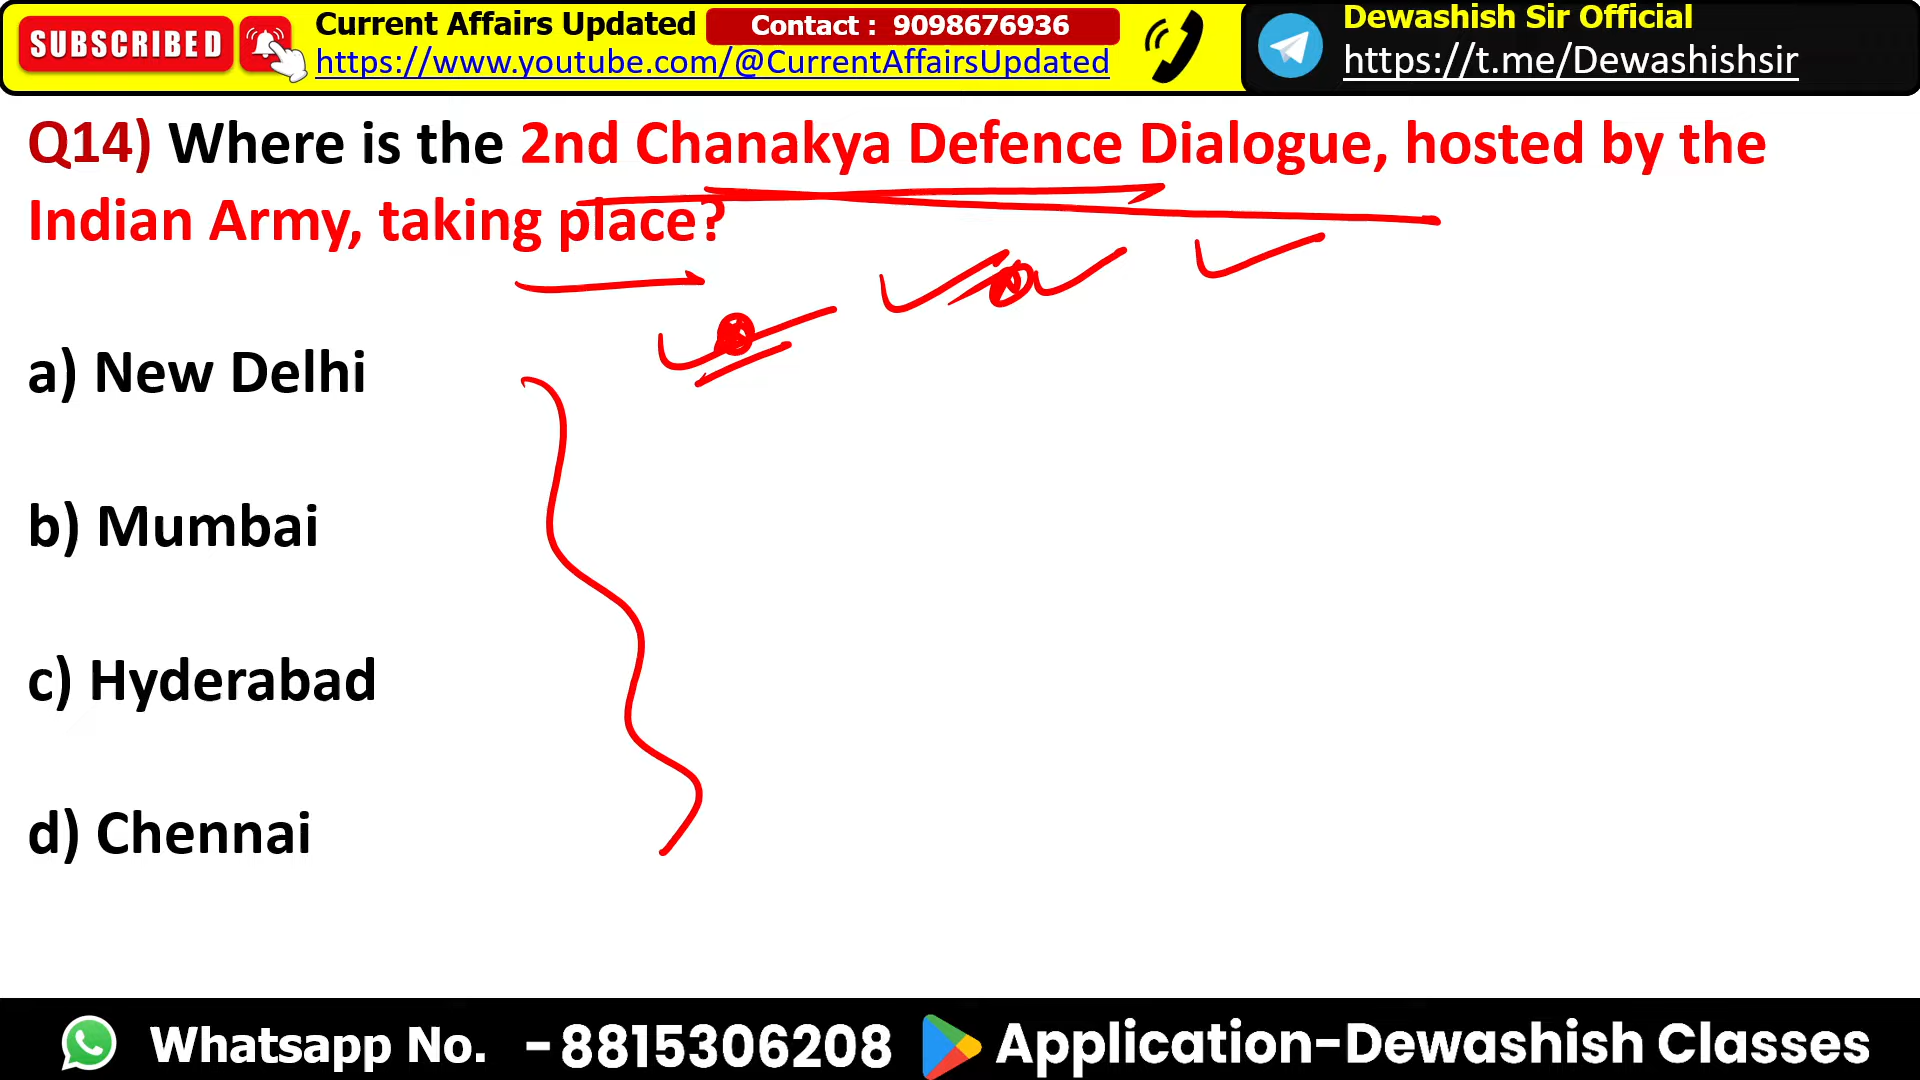 SUBSCRIBED
Current Affairs Updated
Contact : 9098676936
https://www.youtube.com/@CurrentAffairsUpdated
Dewashish Sir Official
https://t.me/Dewashishsir
Q14) Where is the 2nd Chanakya Defence Dialogue, hosted by the
Indian Army, taking place?
a) New Delhi
b) Mumbai
c) Hyderabad
d) Chennai
Whatsapp No. -8815306208
Application-Dewashish Classes